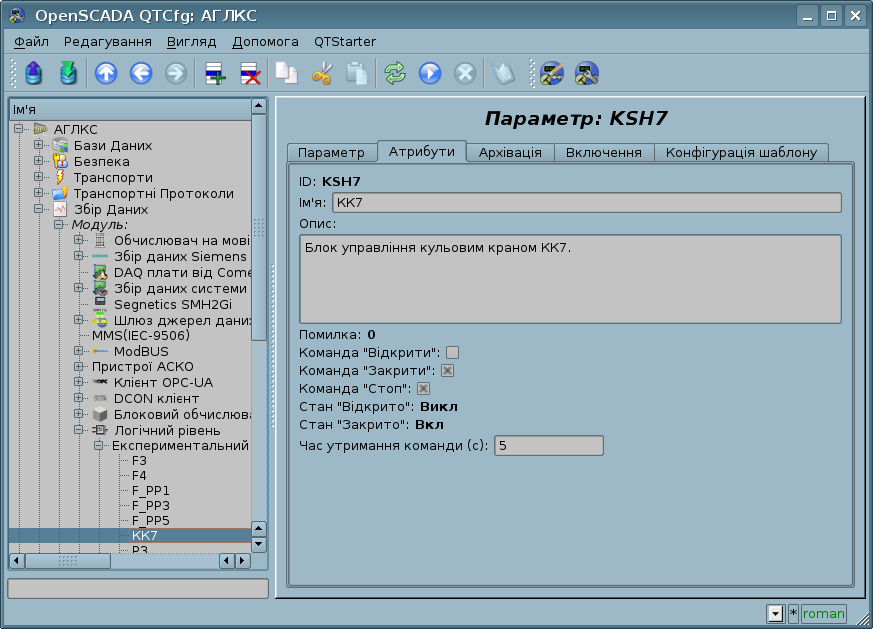 OpenSCADA QTCfg: АГЛКС
Файл Редагування Вигляд Допомога QTStarter
Ім'я
АГЛКС
Бази Даних
Безпека
Транспорти
Транспортні Протоколи
Збір Даних
Модуль:
Обчислювач на мові
Збір даних Siemens
DAQ плати від Come
Збір даних системи
Segnetics SMH2Gi
Шлюз джерел дани
MMS(IEC-9506)
ModBUS
Пристрої АСКО
Клієнт OPC-UA
DCON клієнт
Блоковий обчислюва
Логічний рівень
Експериментальний
F3
F4
F_PP1
F_PP3
F_PP5
КК7
P3
Параметр: KSH7
Параметр Атрибути Архівація Включення Конфігурація шаблону
ID: KSH7
Ім'я: КК7
Опис:
Блок управління кульовим краном КК7.
Помилка: 0
Команда "Відкрити":
Команда "Закрити":
Команда "Стоп":
Стан "Відкрито": Викл
Стан "Закрито": Вкл
Час утримання команди (с): 5
* roman